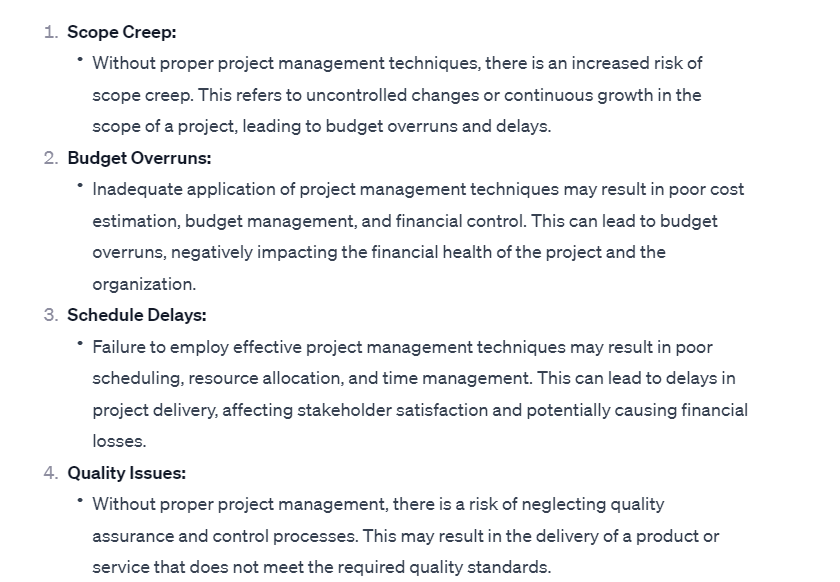 1. Scope Creep:
• Without proper project management techniques, there is an increased risk of
scope creep. This refers to uncontrolled changes or continuous growth in the
scope of a project, leading to budget overruns and delays.
2. Budget Overruns:
• Inadequate application of project management techniques may result in poor cost
estimation, budget management, and financial control. This can lead to budget
overruns, negatively impacting the financial health of the project and the
organization.
3. Schedule Delays:
• Failure to employ effective project management techniques may result in poor
scheduling, resource allocation, and time management. This can lead to delays in
project delivery, affecting stakeholder satisfaction and potentially causing financial
losses.
4. Quality Issues:
• Without proper project management, there is a risk of neglecting quality
assurance and control processes. This may result in the delivery of a product or
service that does not meet the required quality standards.